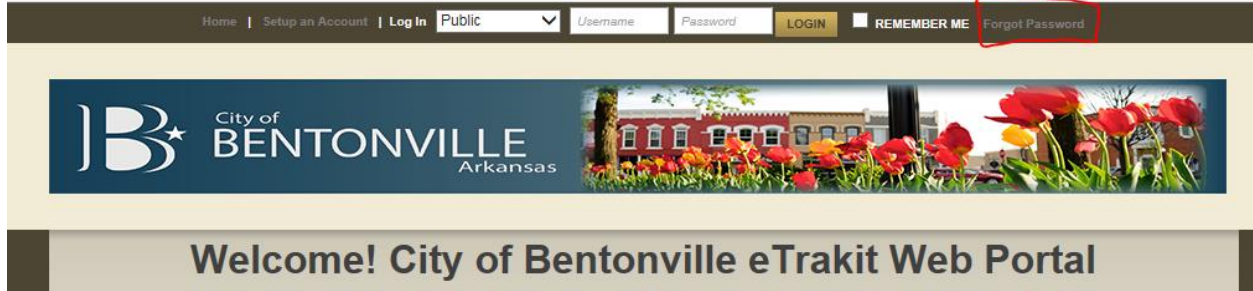 Home | Setup an Account | Log In Public Username Password LOGIN REMEMBER ME Forgot Password
B
City of
BENTONVILLE
Arkansas
Welcome! City of Bentonville eTrakit Web Portal